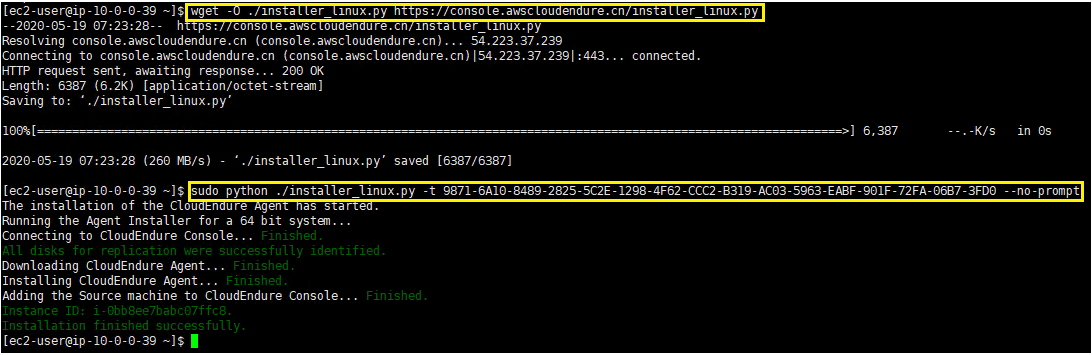 [ec2-user@ip-10-0-0-39 ~]$ wget -O ./installer_linux.py https://console.awscloudendure.cn/installer_linux.py
--2020-05-19 07:23:28--  https://console.awscloudendure.cn/installer_linux.py
Resolving console.awscloudendure.cn (console.awscloudendure.cn)... 54.223.37.239
Connecting to console.awscloudendure.cn (console.awscloudendure.cn)|54.223.37.239|:443... connected.
HTTP request sent, awaiting response... 200 OK
Length: 6387 (6.2K) [application/octet-stream]
Saving to: ‘./installer_linux.py’
100%[==================================================================================================================>] 6,387       --.-K/s   in 0s
2020-05-19 07:23:28 (260 MB/s) - ‘./installer_linux.py’ saved [6387/6387]
[ec2-user@ip-10-0-0-39 ~]$ sudo python ./installer_linux.py -t 9871-6A10-8489-2825-5C2E-1298-4F62-CCC2-B319-AC03-5963-EABF-901F-72FA-06B7-3FD0 --no-prompt
The installation of the CloudEndure Agent has started.
Running the Agent Installer for a 64 bit system...
Connecting to CloudEndure Console... Finished.
All disks for replication were successfully identified.
Downloading CloudEndure Agent... Finished.
Installing CloudEndure Agent... Finished.
Adding the Source machine to CloudEndure Console... Finished.
Instance ID: i-0bb8ee7babc07ffc8.
Installation finished successfully.
[ec2-user@ip-10-0-0-39 ~]$